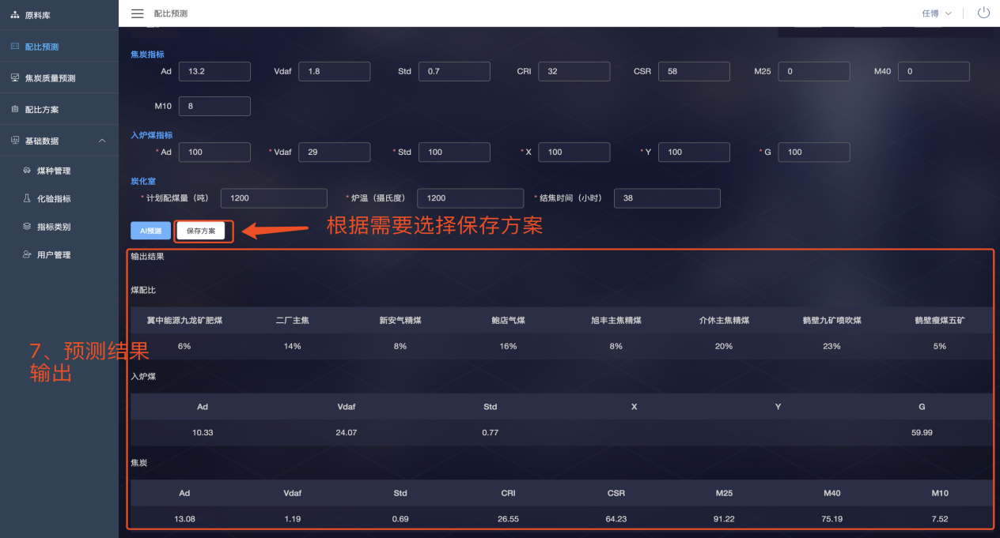 原料库
配比预测
任博
配比预测
焦炭质量预测
配比方案
基础数据
煤种管理
化验指标
指标类别
用户管理
焦炭指标
Ad 13.2 Vdaf 1.8 Std 0.7 CRI 32 CSR 58 M25 0 M40 0
M10 8
入炉煤指标
* Ad 100 * Vdaf 29 * Std 100 * X 100 * Y 100 * G 100
炭化室
* 计划配煤量（吨） 1200 * 炉温（摄氏度） 1200 * 结焦时间（小时） 38
AI预测 保存方案
根据需要选择保存方案
7、预测结果
输出
输出结果
煤配比
冀中能源九龙矿肥煤 二厂主焦 新安气精煤 鲍店气煤 旭丰主焦精煤 介休主焦精煤 鹤壁九矿喷吹煤 鹤壁瘦煤五矿
6% 14% 8% 16% 8% 20% 23% 5%
入炉煤
Ad Vdaf Std X Y G
10.33 24.07 0.77 59.99
焦炭
Ad Vdaf Std CRI CSR M25 M40 M10
13.08 1.19 0.69 26.55 64.23 91.22 75.19 7.52